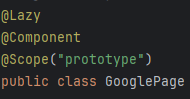 @Lazy
@Component
@Scope("prototype")
public class GooglePage